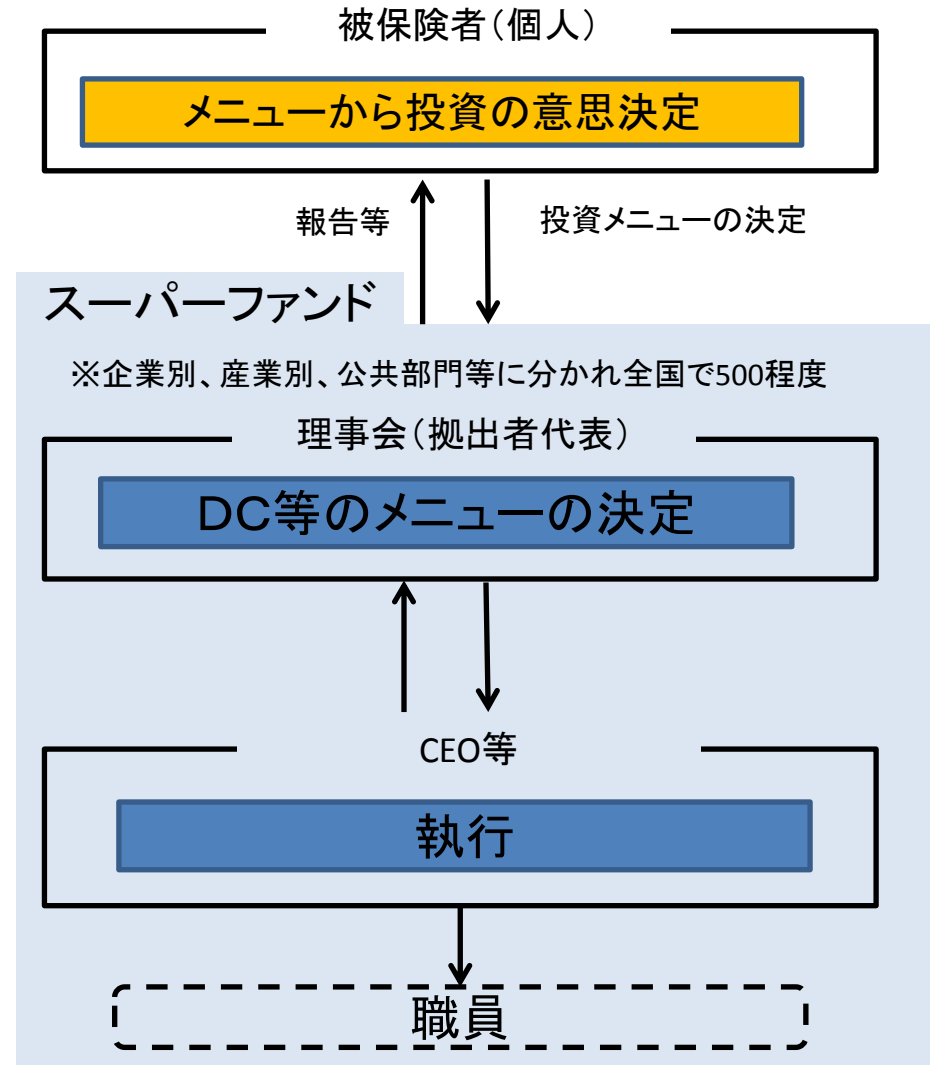 被保険者（個人）
メニューから投資の意思決定
報告等
投資メニューの決定
スーパーファンド
※企業別、産業別、公共部門等に分かれ全国で500程度
理事会（拠出者代表）
ＤＣ等のメニューの決定
CEO等
執行
職員